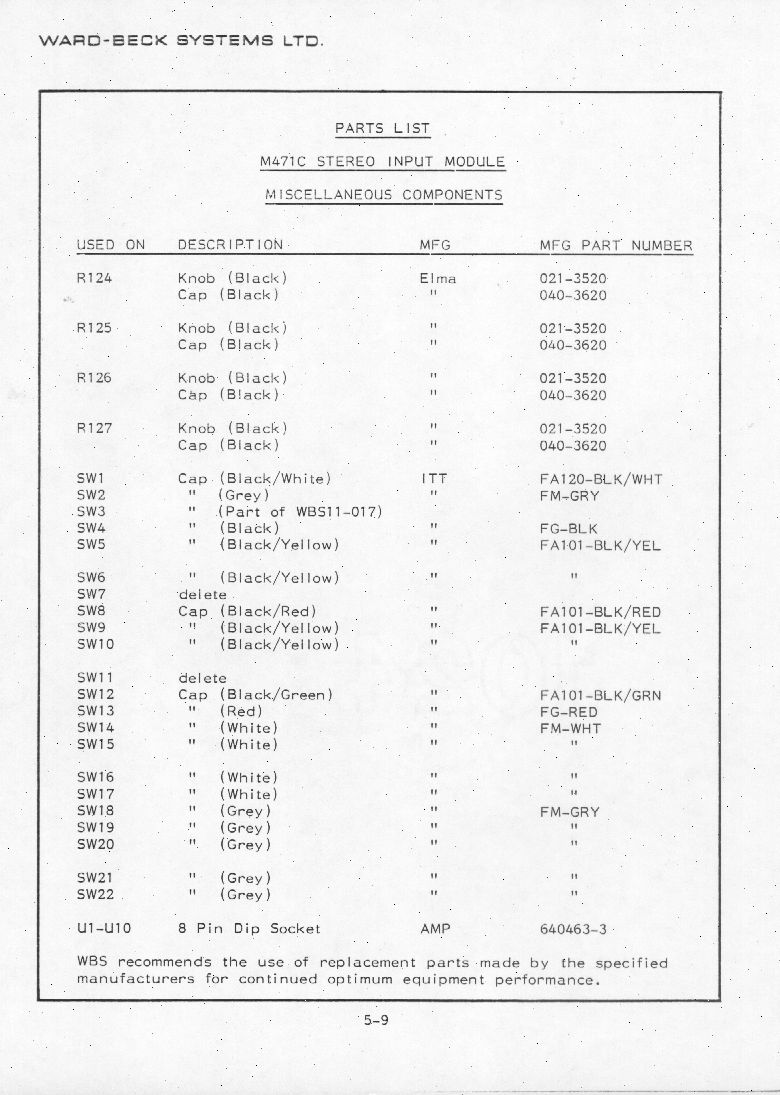 WARD-BECK SYSTEMS LTD.
PARTS LIST
M471C STEREO INPUT MODULE
MISCELLANEOUS COMPONENTS
USED ON DESCRIPTION MFG MFG PART NUMBER
R124 Knob (Black) Elma 021-3520
Cap (Black) " 040-3620
R125 Knob (Black) " 021-3520
Cap (Black) " 040-3620
R126 Knob (Black) " 021-3520
Cap (Black) " 040-3620
R127 Knob (Black) " 021-3520
Cap (Black) " 040-3620
SW1 Cap (Black/White) ITT FA120-BLK/WHT
SW2 " (Grey) " FM-GRY
SW3 " (Part of WBS11-017)
SW4 " (Black) " FG-BLK
SW5 " (Black/Yellow) " FA101-BLK/YEL
SW6 " (Black/Yellow) " "
SW7 delete
SW8 Cap (Black/Red) " FA101-BLK/RED
SW9 " (Black/Yellow) " FA101-BLK/YEL
SW10 " (Black/Yellow) " "
SW11 delete
SW12 Cap (Black/Green) " FA101-BLK/GRN
SW13 " (Red) " FG-RED
SW14 " (White) " FM-WHT
SW15 " (White) " "
SW16 " (White) " "
SW17 " (White) " "
SW18 " (Grey) " FM-GRY
SW19 " (Grey) " "
SW20 " (Grey) " "
SW21 " (Grey) " "
SW22 " (Grey) " "
U1-U10 8 Pin Dip Socket AMP 640463-3
WBS recommends the use of replacement parts made by the specified
manufacturers for continued optimum equipment performance.
5-9